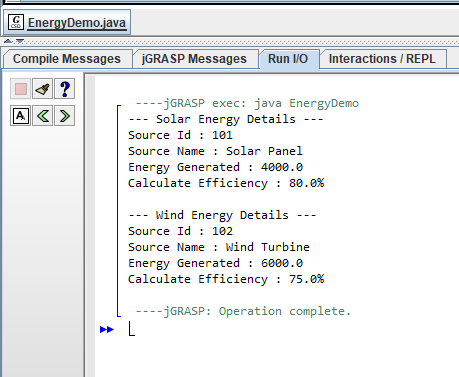 G
CSD
EnergyDemo.java
Compile Messages
jGRASP Messages
Run I/O
Interactions / REPL
?
A
----jGRASP exec: java EnergyDemo
--- Solar Energy Details ---
Source Id : 101
Source Name : Solar Panel
Energy Generated : 4000.0
Calculate Efficiency : 80.0%
--- Wind Energy Details ---
Source Id : 102
Source Name : Wind Turbine
Energy Generated : 6000.0
Calculate Efficiency : 75.0%
----jGRASP: Operation complete.